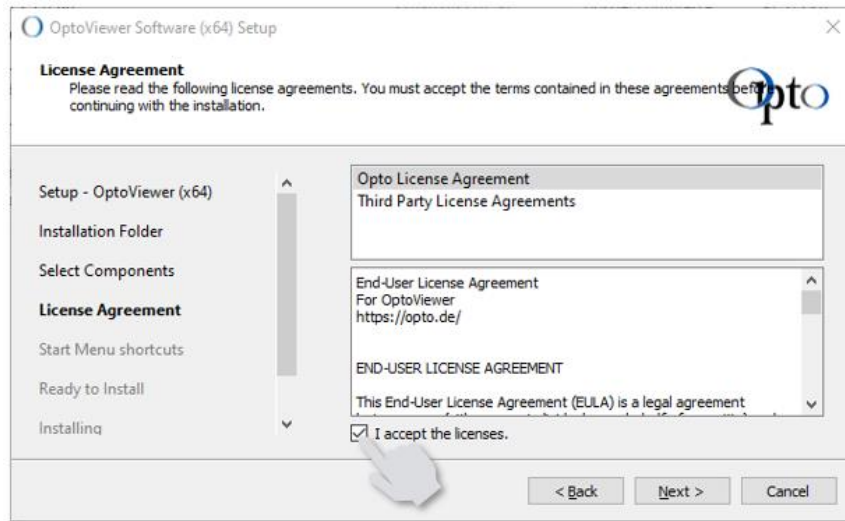 OptoViewer Software (x64) Setup
License Agreement
Please read the following license agreements. You must accept the terms contained in these agreements before
continuing with the installation.
Opto
Setup - OptoViewer (x64)
Installation Folder
Select Components
License Agreement
Start Menu shortcuts
Ready to Install
Installing
Opto License Agreement
Third Party License Agreements
End-User License Agreement
For OptoViewer
https://opto.de/
END-USER LICENSE AGREEMENT
This End-User License Agreement (EULA) is a legal agreement
I accept the licenses.
< Back
Next >
Cancel